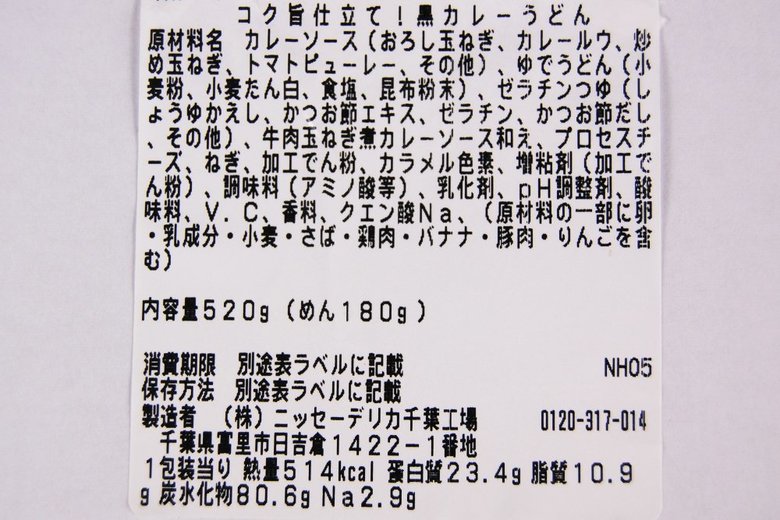 コク旨仕立て！黒カレーうどん
原材料名 カレーソース（おろし玉ねぎ、カレールウ、炒
め玉ねぎ、トマトピューレー、その他）、ゆでうどん（小
麦粉、小麦たん白、食塩、昆布粉末）、ゼラチンつゆ（し
ょうゆかえし、かつお節エキス、ゼラチン、かつお節だし
、その他）、牛肉玉ねぎ煮カレーソース和え、プロセスチ
ーズ、ねぎ、加工でん粉、カラメル色素、増粘剤（加工で
ん粉）、調味料（アミノ酸等）、乳化剤、ｐＨ調整剤、酸
味料、Ｖ．Ｃ、香料、クエン酸Ｎａ、（原材料の一部に卵
・乳成分・小麦・さば・鶏肉・バナナ・豚肉・りんごを含
む）
内容量５２０ｇ（めん１８０ｇ）
消費期限 別途表ラベルに記載 NH05
保存方法 別途表ラベルに記載
製造者 （株）ニッセーデリカ千葉工場 0120-317-014
千葉県富里市日吉倉１４２２－１番地
１包装当り 熱量５１４kcal 蛋白質２３.４g 脂質１０.９
g 炭水化物８０.６g Ｎａ２.９g